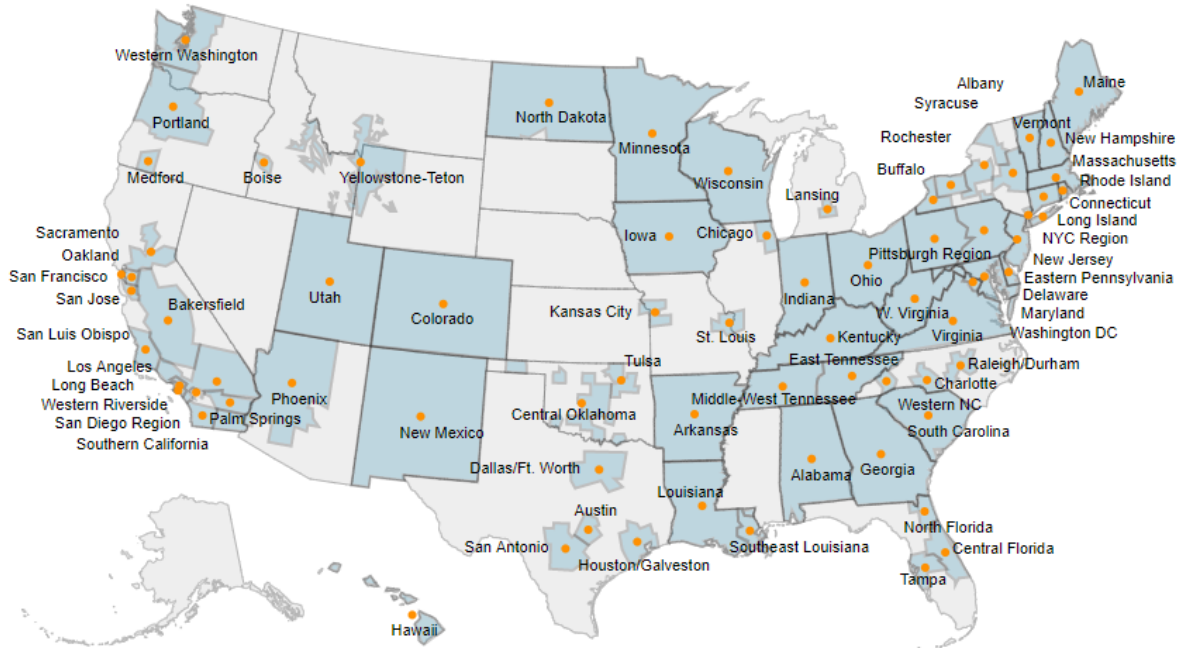 Western Washington
Portland
Medford
Boise
Yellowstone-Teton
North Dakota
Minnesota
Wisconsin
Lansing
Iowa
Chicago
Albany
Syracuse
Rochester
Buffalo
Maine
Vermont
New Hampshire
Massachusetts
Rhode Island
Connecticut
Long Island
NYC Region
New Jersey
Eastern Pennsylvania
Delaware
Maryland
Washington DC
Pittsburgh Region
Ohio
Indiana
W. Virginia
Virginia
Kentucky
East Tennessee
Middle-West Tennessee
Raleigh/Durham
Charlotte
Western NC
South Carolina
Sacramento
Oakland
San Francisco
San Jose
Bakersfield
San Luis Obispo
Los Angeles
Long Beach
Western Riverside
San Diego Region
Southern California
Palm Springs
Utah
Colorado
Phoenix
New Mexico
Kansas City
St. Louis
Tulsa
Central Oklahoma
Arkansas
Dallas/Ft. Worth
Austin
San Antonio
Houston/Galveston
Louisiana
Southeast Louisiana
Alabama
Georgia
North Florida
Central Florida
Tampa
Hawaii